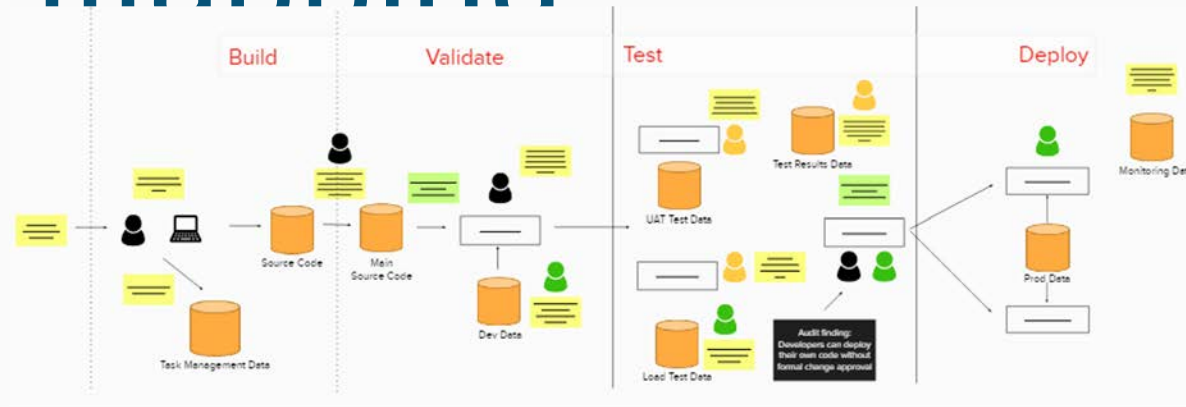 Build
Validate
Test
Deploy
Test Results Data
Monitoring
UAT Test Data
Source Code
Main
Source Code
Prod Data
Dev Data
Task Management Data
Load Test Data
Audit finding:
Developers can deploy
their own code without
formal change approval